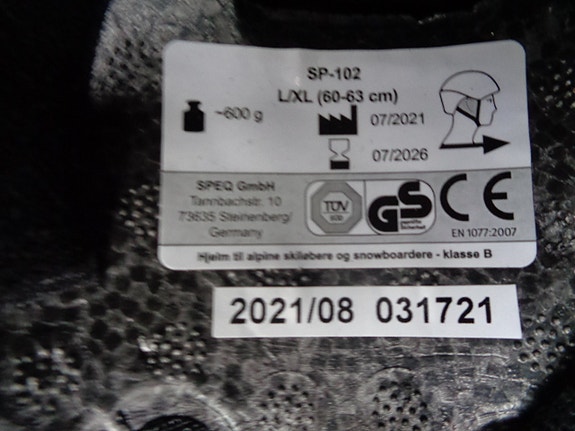 SP-102
L/XL (60-63 cm)
~600 g
07/2021
07/2026
SPEQ GmbH
Tannbachstr. 10
73635 Steinenberg/
Germany
TÜV
GS
CE
EN 1077:2007
Hjelm til alpine skiløbere og snowboardere - klasse B
2021/08 031721